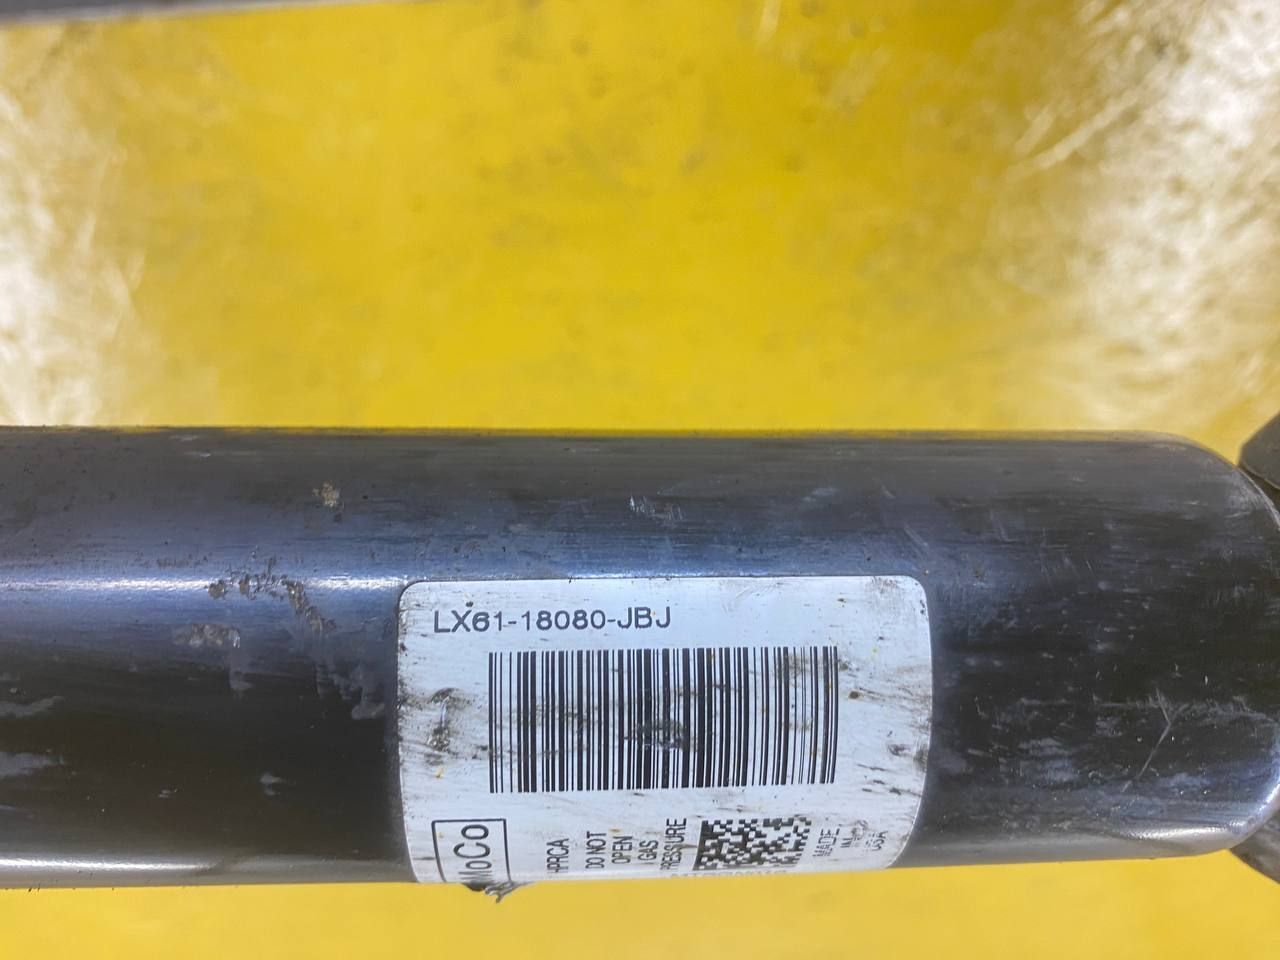 LX61-18080-JBJ
MoCo
HPRCA
DO NOT
OPEN
GAS
PRESSURE
MADE
IN
USA